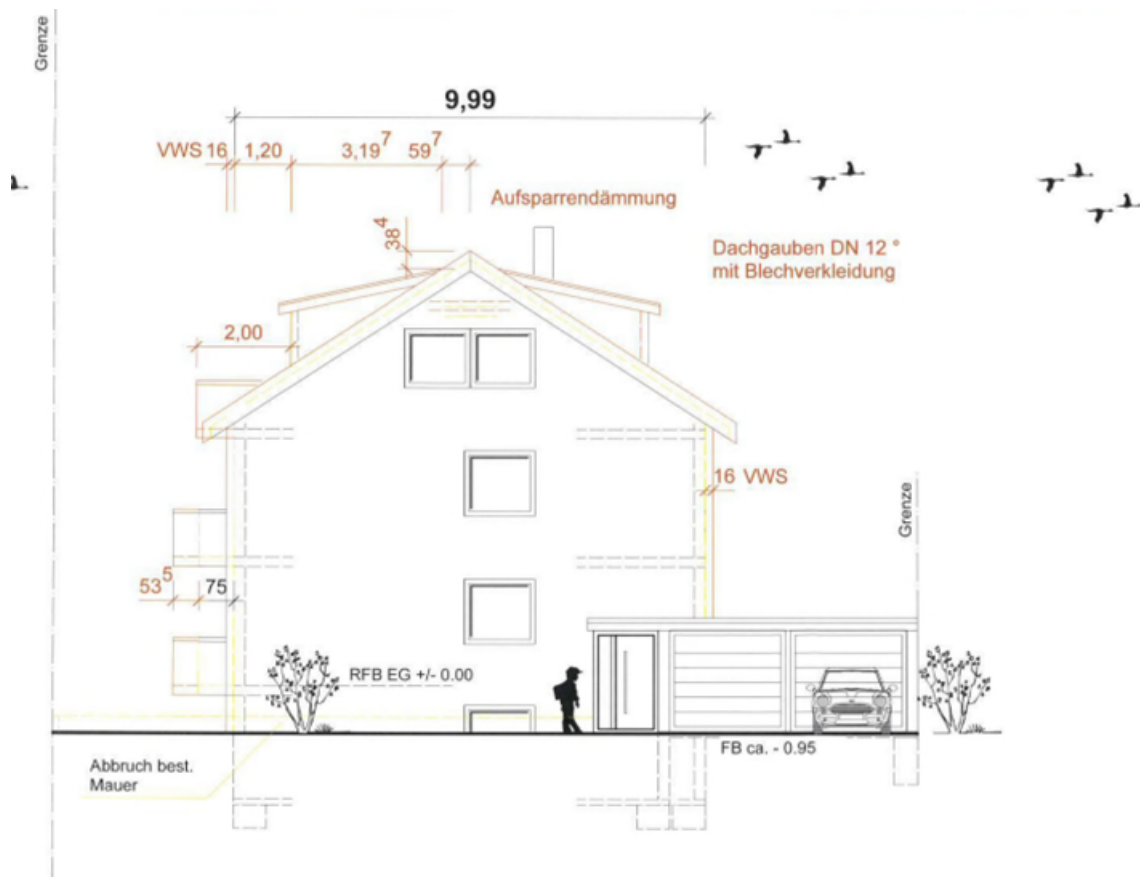 Grenze
9,99
VWS 16
1,20
3,19⁷
59⁷
Aufsparrendämmung
38⁴
Dachgauben DN 12 °
mit Blechverkleidung
2,00
16 VWS
Grenze
53⁵
75
RFB EG +/- 0.00
FB ca. - 0.95
Abbruch best.
Mauer